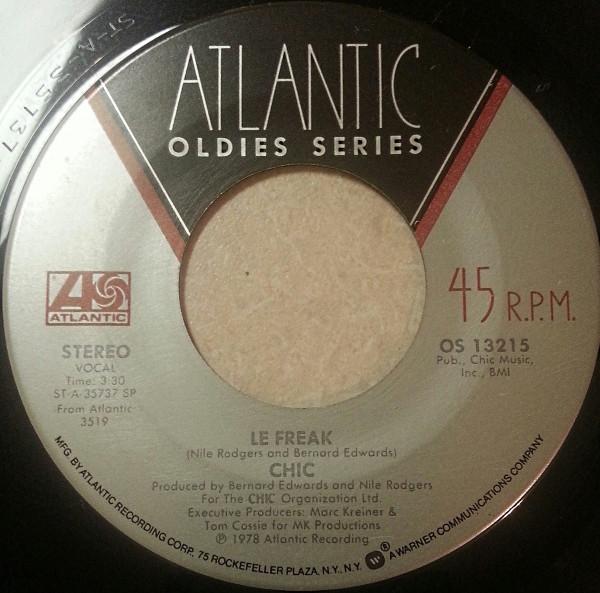 ATLANTIC
OLDIES SERIES
ATLANTIC
45 R.P.M.
STEREO
VOCAL
Time: 3:30
ST-A-35737 SP
From Atlantic
3519
OS 13215
Pub., Chic Music,
Inc., BMI
LE FREAK
(Nile Rodgers and Bernard Edwards)
CHIC
Produced by Bernard Edwards and Nile Rodgers
For The CHIC Organization Ltd.
Executive Producers: Marc Kreiner &
Tom Cossie for MK Productions
℗ 1978 Atlantic Recording
MFG. BY ATLANTIC RECORDING CORP., 75 ROCKEFELLER PLAZA, N.Y., N.Y. ® A WARNER COMMUNICATIONS COMPANY